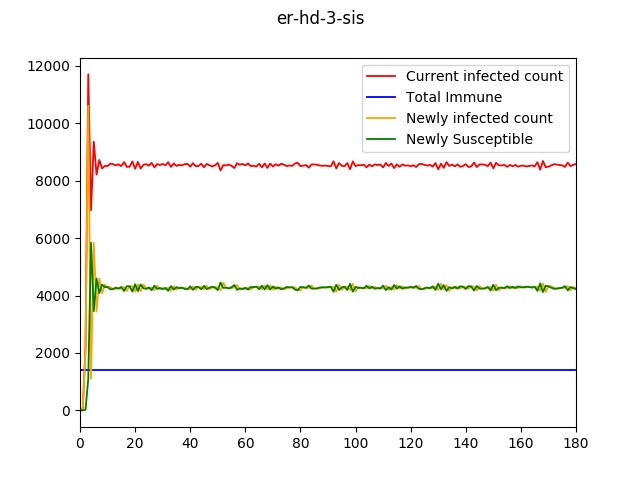 er-hd-3-sis
12000
10000
8000
6000
4000
2000
0
0 20 40 60 80 100 120 140 160 180
Current infected count
Total Immune
Newly infected count
Newly Susceptible